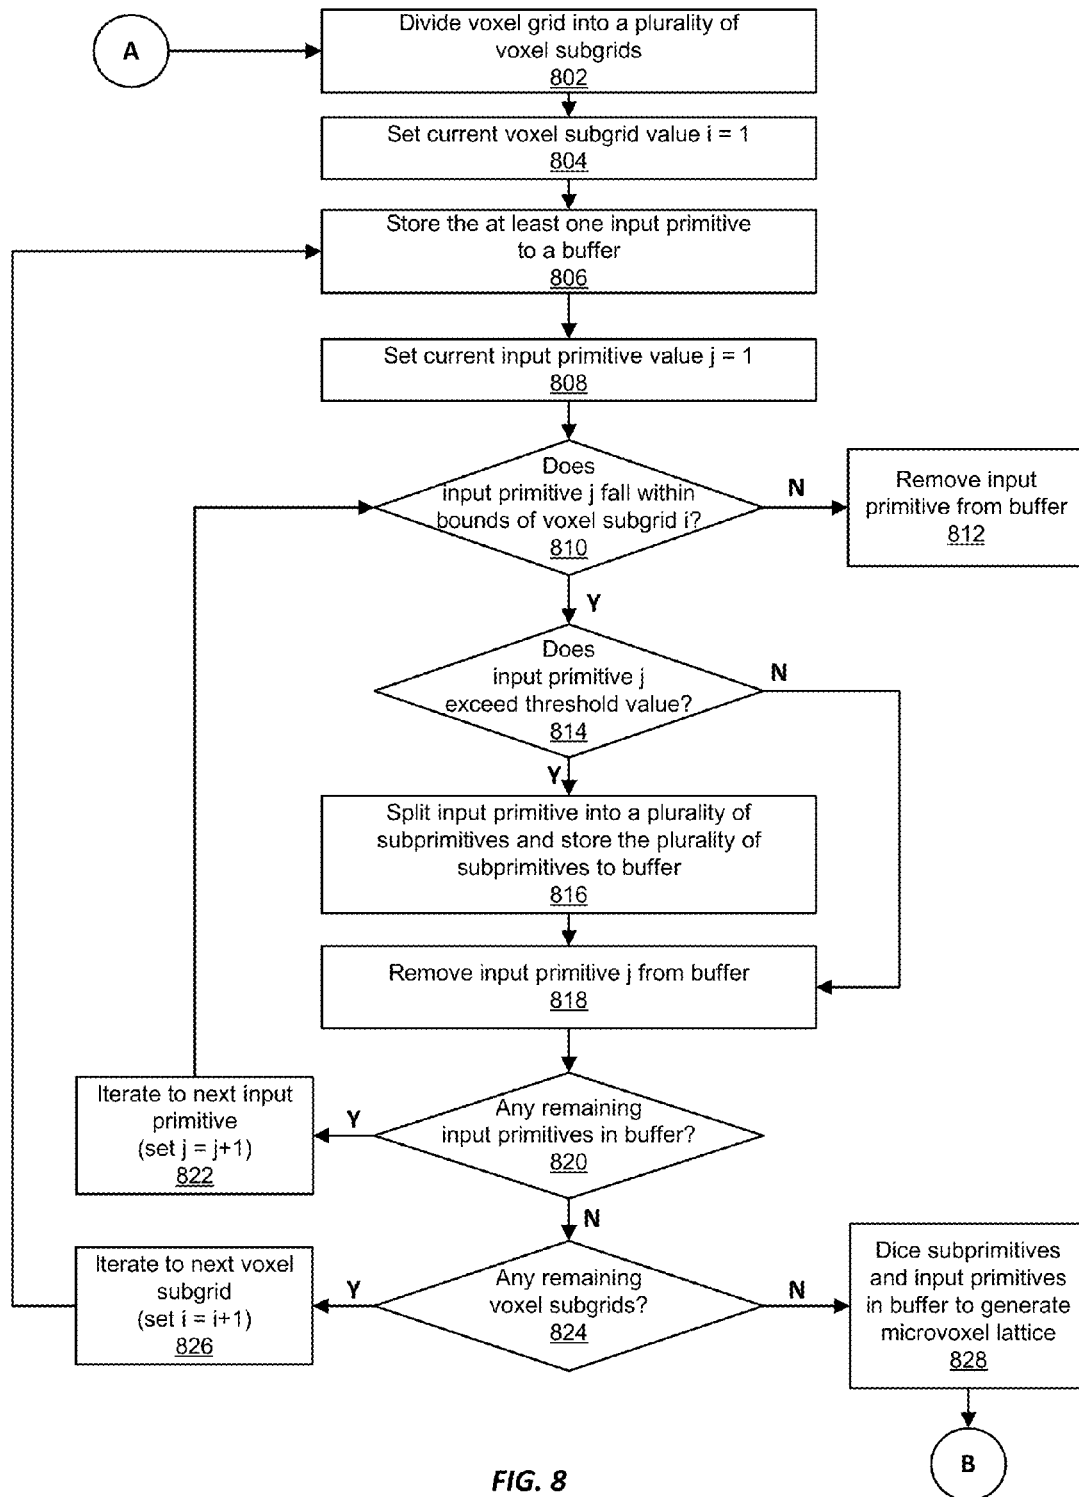 A
Divide voxel grid into a plurality of
voxel subgrids
802
Set current voxel subgrid value i = 1
804
Store the at least one input primitive
to a buffer
806
Set current input primitive value j = 1
808
Does
input primitive j fall within
bounds of voxel subgrid i?
810
N
Remove input
primitive from buffer
812
Y
Does
input primitive j
exceed threshold value?
814
N
Y
Split input primitive into a plurality of
subprimitives and store the plurality of
subprimitives to buffer
816
Remove input primitive j from buffer
818
Any remaining
input primitives in buffer?
820
Y
Iterate to next input
primitive
(set j = j+1)
822
N
Any remaining
voxel subgrids?
824
Y
Iterate to next voxel
subgrid
(set i = i+1)
826
N
Dice subprimitives
and input primitives
in buffer to generate
microvoxel lattice
828
B
FIG. 8